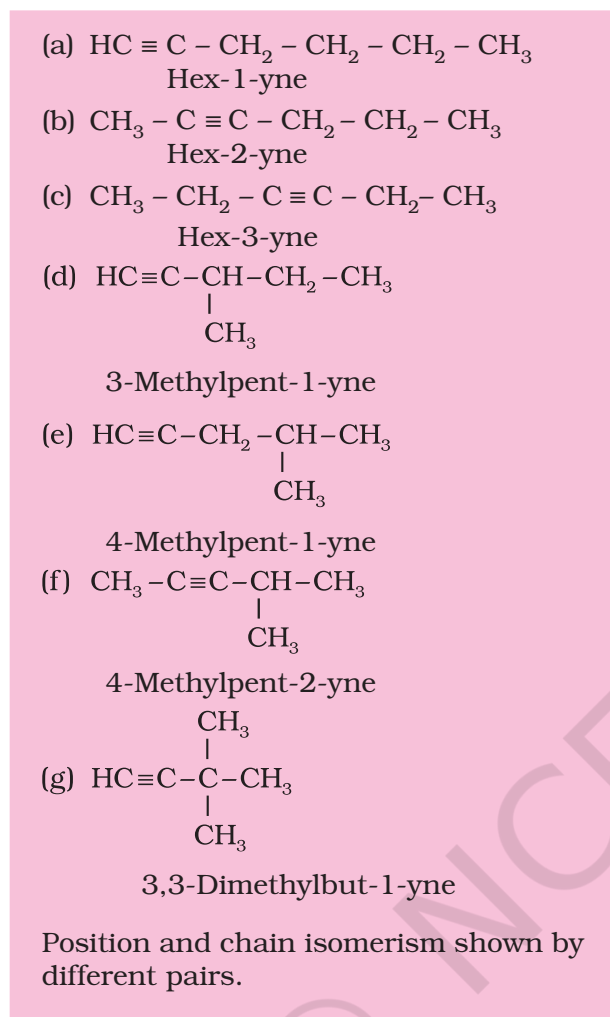 (a) HC ≡ C – CH₂ – CH₂ – CH₂ – CH₃
Hex-1-yne
(b) CH₃ – C ≡ C – CH₂ – CH₂ – CH₃
Hex-2-yne
(c) CH₃ – CH₂ – C ≡ C – CH₂– CH₃
Hex-3-yne
(d) HC≡C–CH–CH₂–CH₃
|
CH₃
3-Methylpent-1-yne
(e) HC≡C–CH₂–CH–CH₃
|
CH₃
4-Methylpent-1-yne
(f) CH₃–C≡C–CH–CH₃
|
CH₃
4-Methylpent-2-yne
CH₃
|
(g) HC≡C–C–CH₃
|
CH₃
3,3-Dimethylbut-1-yne
Position and chain isomerism shown by
different pairs.